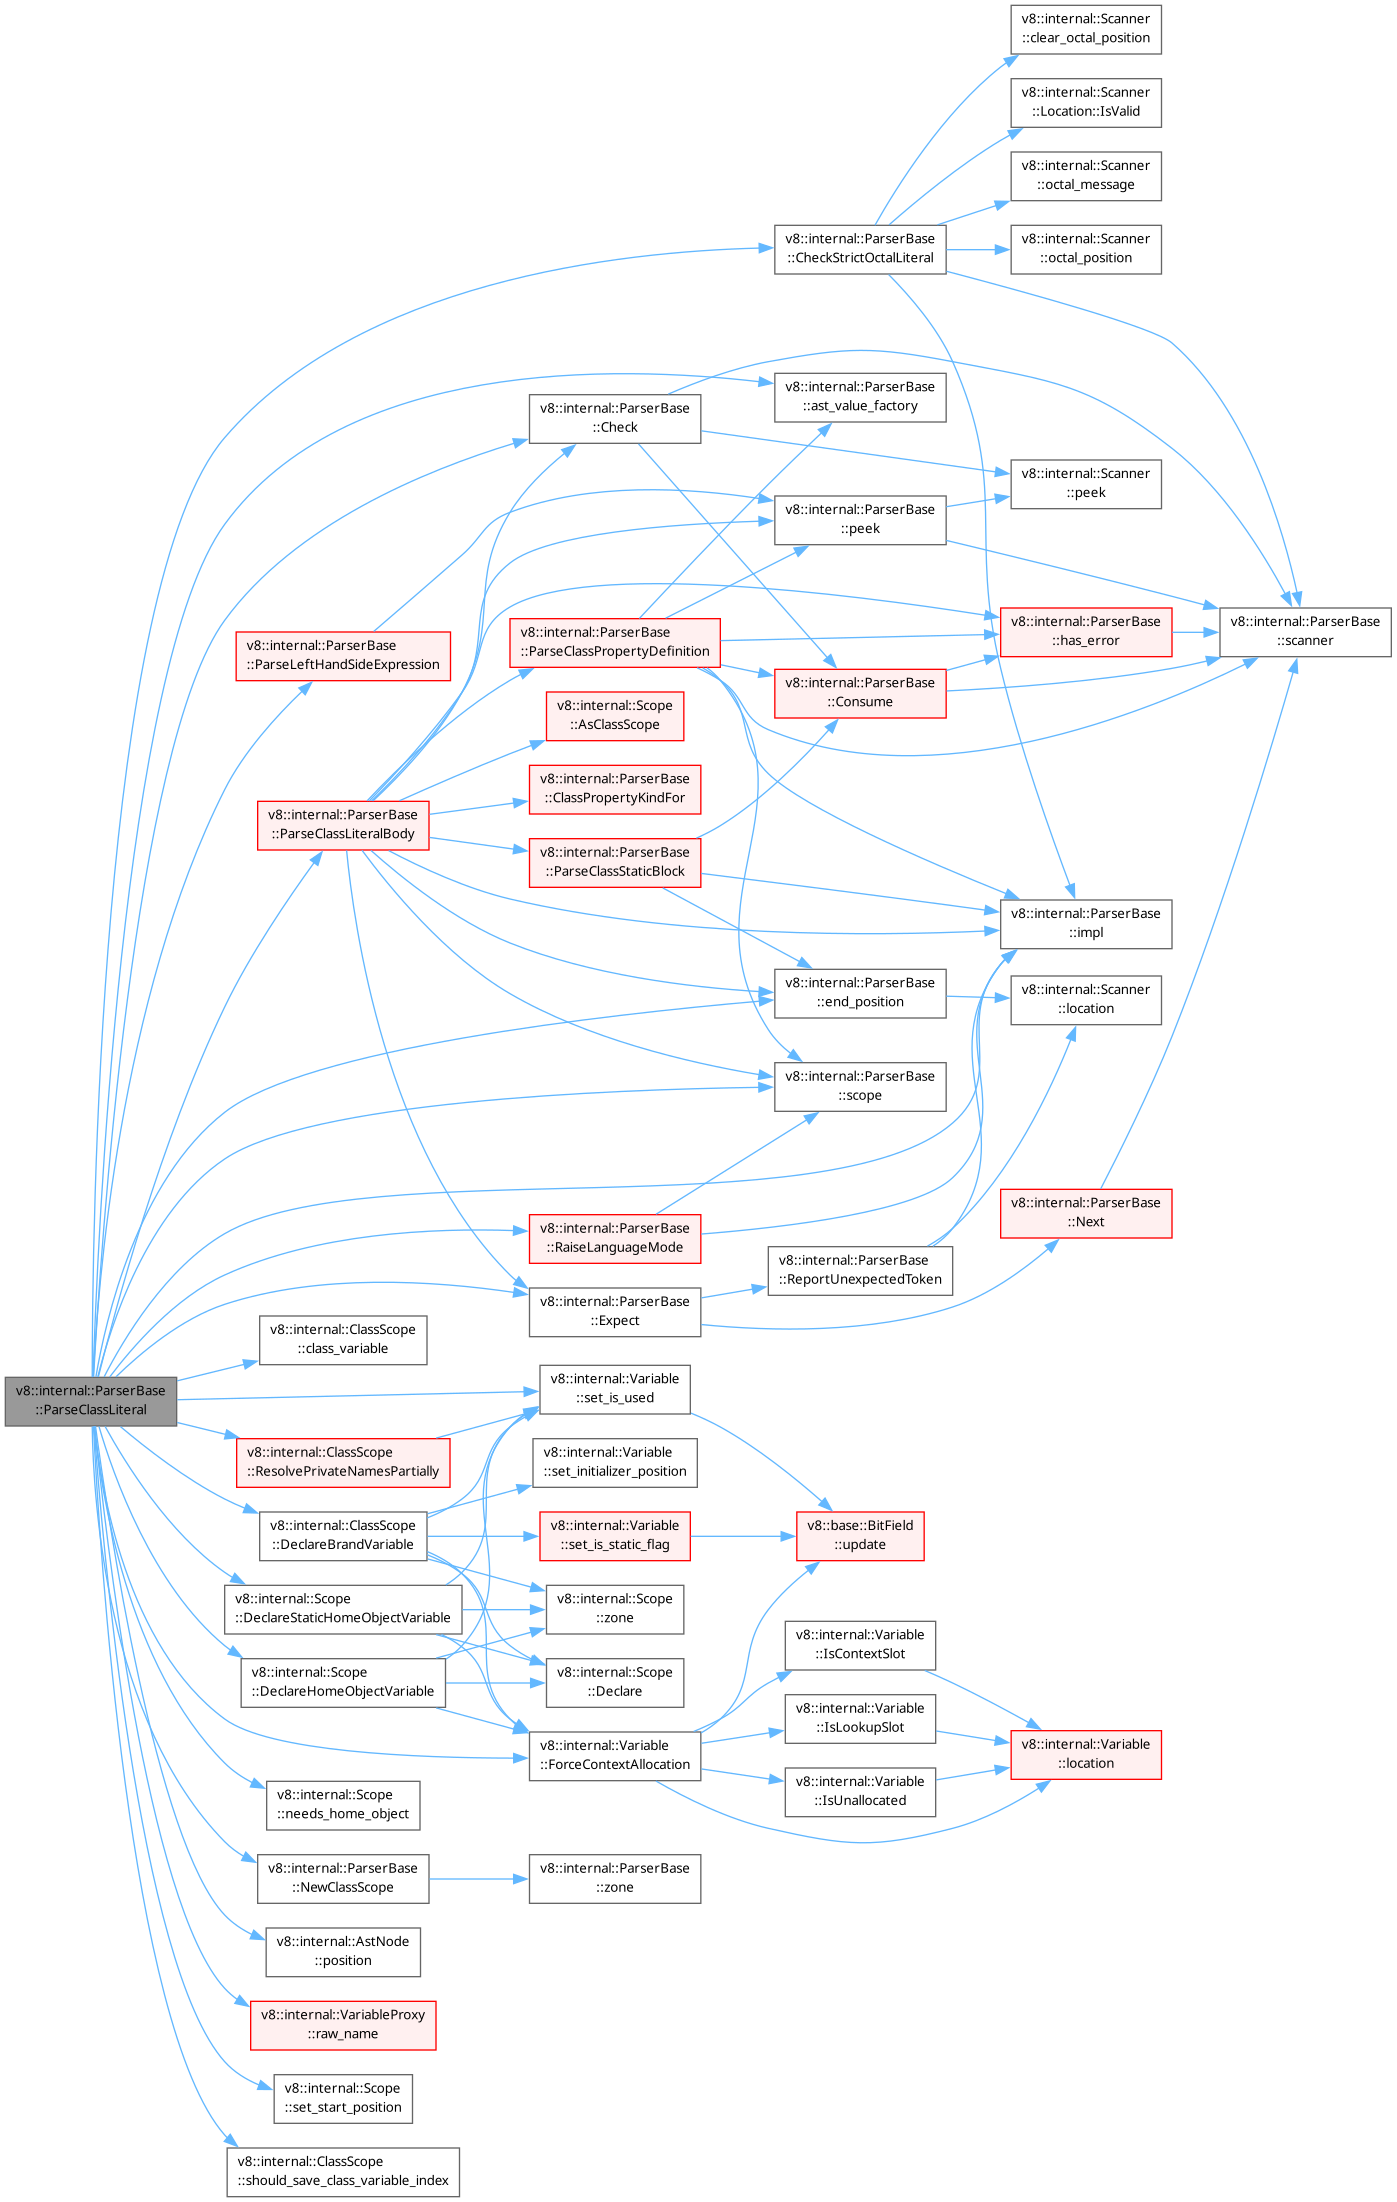 v8::internal::Scanner
::clear_octal_position
v8::internal::Scanner
::Location::IsValid
v8::internal::Scanner
::octal_message
v8::internal::ParserBase
::CheckStrictOctalLiteral
v8::internal::Scanner
::octal_position
v8::internal::ParserBase
::ast_value_factory
v8::internal::ParserBase
::Check
v8::internal::Scanner
::peek
v8::internal::ParserBase
::peek
v8::internal::ParserBase
::ParseLeftHandSideExpression
v8::internal::ParserBase
::ParseClassPropertyDefinition
v8::internal::ParserBase
::has_error
v8::internal::ParserBase
::scanner
v8::internal::Scope
::AsClassScope
v8::internal::ParserBase
::Consume
v8::internal::ParserBase
::ClassPropertyKindFor
v8::internal::ParserBase
::ParseClassLiteralBody
v8::internal::ParserBase
::ParseClassStaticBlock
v8::internal::ParserBase
::impl
v8::internal::ParserBase
::end_position
v8::internal::Scanner
::location
v8::internal::ParserBase
::scope
v8::internal::ParserBase
::Next
v8::internal::ParserBase
::RaiseLanguageMode
v8::internal::ParserBase
::ReportUnexpectedToken
v8::internal::ParserBase
::Expect
v8::internal::ClassScope
::class_variable
v8::internal::ParserBase
::ParseClassLiteral
v8::internal::Variable
::set_is_used
v8::internal::ClassScope
::ResolvePrivateNamesPartially
v8::internal::Variable
::set_initializer_position
v8::internal::ClassScope
::DeclareBrandVariable
v8::internal::Variable
::set_is_static_flag
v8::base::BitField
::update
v8::internal::Scope
::DeclareStaticHomeObjectVariable
v8::internal::Scope
::zone
v8::internal::Scope
::DeclareHomeObjectVariable
v8::internal::Scope
::Declare
v8::internal::Variable
::IsContextSlot
v8::internal::Variable
::IsLookupSlot
v8::internal::Variable
::ForceContextAllocation
v8::internal::Variable
::location
v8::internal::Variable
::IsUnallocated
v8::internal::Scope
::needs_home_object
v8::internal::ParserBase
::NewClassScope
v8::internal::ParserBase
::zone
v8::internal::AstNode
::position
v8::internal::VariableProxy
::raw_name
v8::internal::Scope
::set_start_position
v8::internal::ClassScope
::should_save_class_variable_index